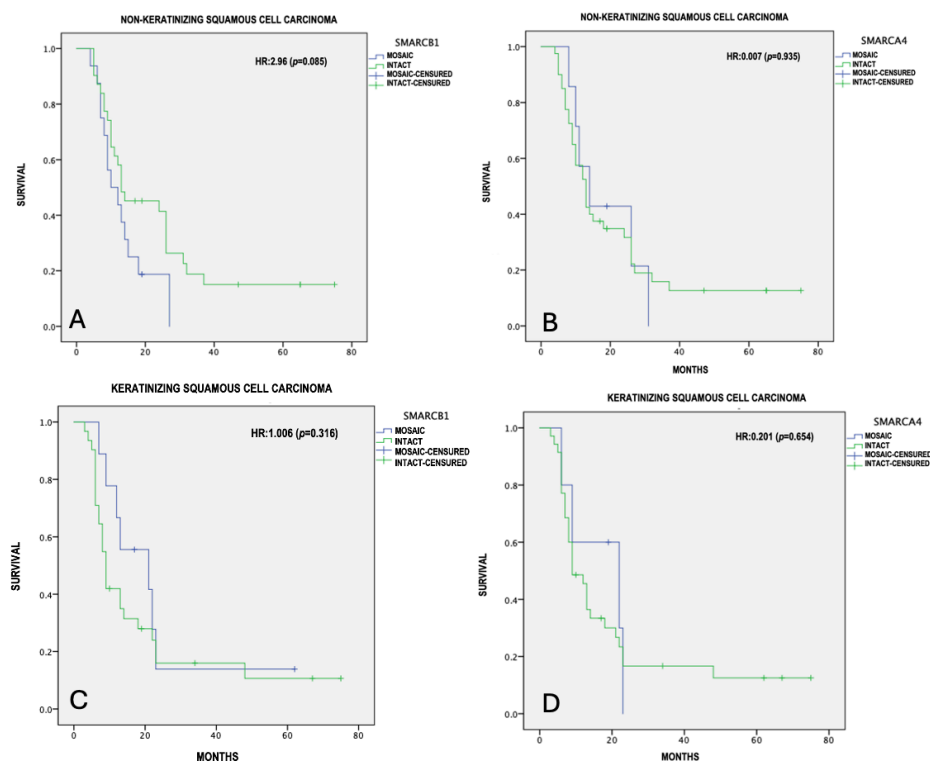 NON-KERATINIZING SQUAMOUS CELL CARCINOMA
SMARCB1
MOSAIC
INTACT
MOSAIC-CENSURED
INTACT-CENSURED
HR:2.96 (p=0.085)
1.0
0.8
0.6
0.4
0.2
0.0
SURVIVAL
A
0
20
40
60
80
NON-KERATINIZING SQUAMOUS CELL CARCINOMA
SMARCA4
MOSAIC
INTACT
MOSAIC-CENSURED
INTACT-CENSURED
HR:0.007 (p=0.935)
1.0
0.8
0.6
0.4
0.2
0.0
SURVIVAL
B
0
20
40
60
80
MONTHS
KERATINIZING SQUAMOUS CELL CARCINOMA
SMARCB1
MOSAIC
INTACT
MOSAIC-CENSURED
INTACT-CENSURED
HR:1.006 (p=0.316)
1.0
0.8
0.6
0.4
0.2
0.0
SURVIVAL
C
0
20
40
60
80
MONTHS
KERATINIZING SQUAMOUS CELL CARCINOMA
SMARCA4
MOSAIC
INTACT
MOSAIC-CENSURED
INTACT-CENSURED
HR:0.201 (p=0.654)
1.0
0.8
0.6
0.4
0.2
0.0
SURVIVAL
D
0
20
40
60
80
MONTHS